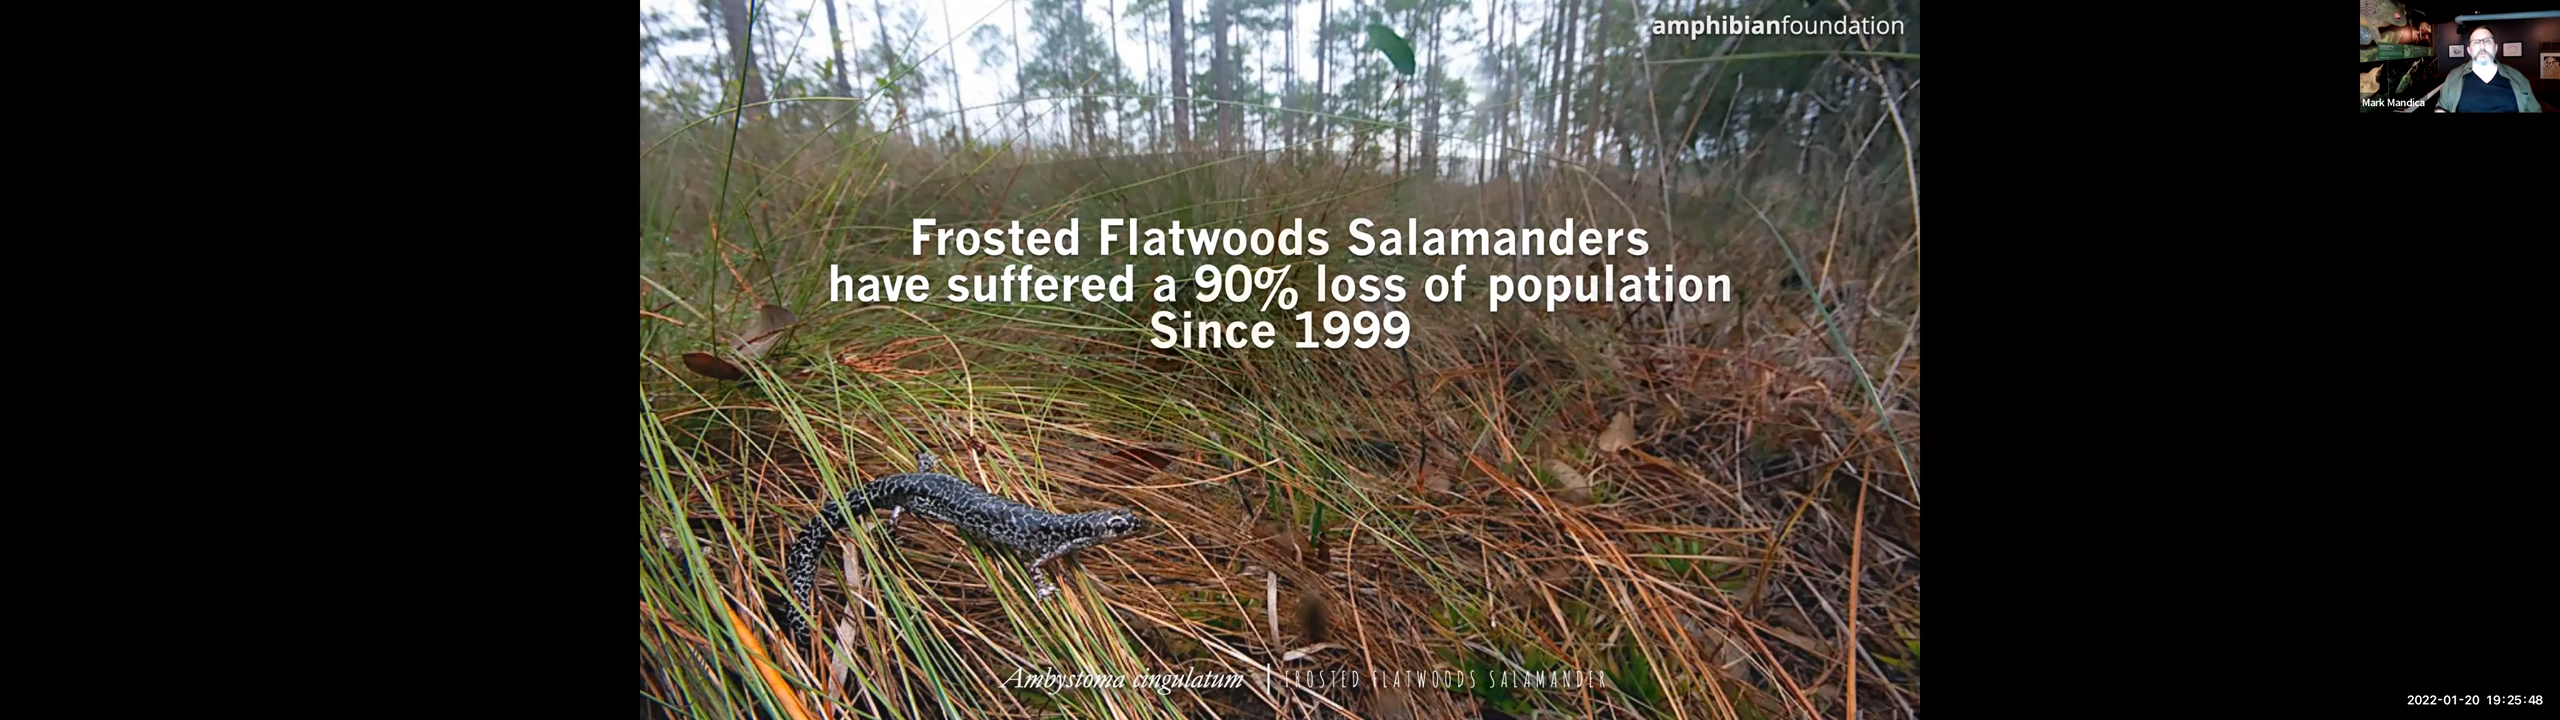 amphibianfoundation
Mark Mandica
Frosted Flatwoods Salamanders
have suffered a 90% loss of population
Since 1999
Ambystoma cingulatum | FROSTED FLATWOODS SALAMANDER
2022-01-20 19:25:48